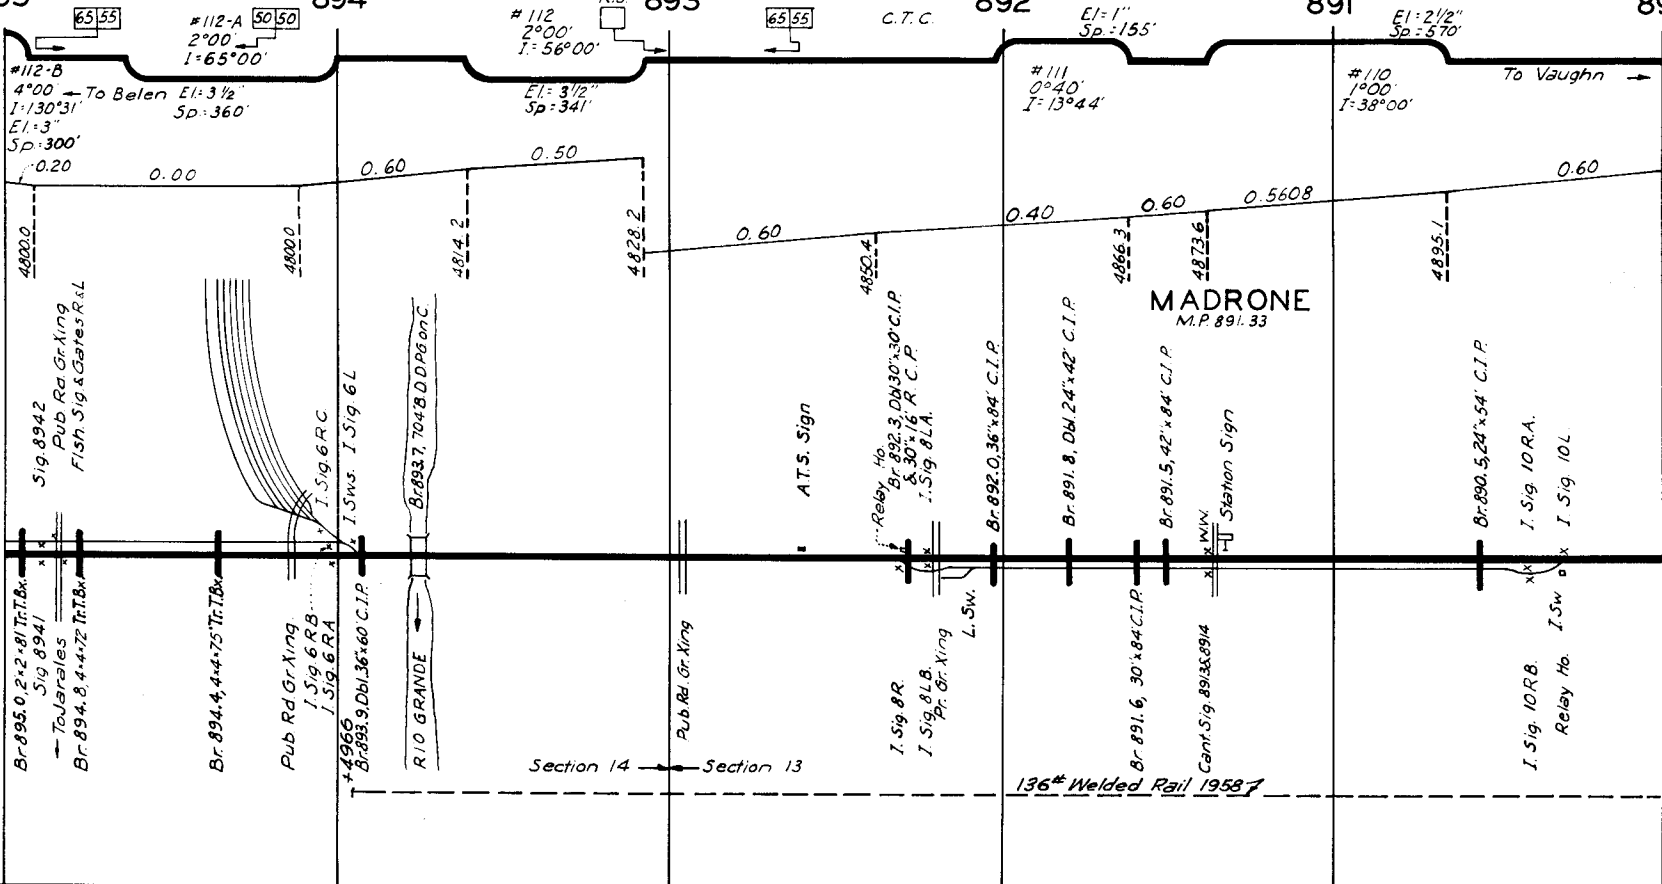 894
893
892
891
65 55
#112-A
2°00'
I=65°00'
50 50
#112
2°00'
I.=56°00'
65 55
C.T.C.
El=1"
Sp.=155'
El=2½"
Sp.=570'
#112-B
4°00'
I=130°31'
El.=3"
Sp.=300'
← To Belen
El.=3½"
Sp.=360'
El.=3½"
Sp.=341'
#111
0°40'
I=13°44'
#110
1°00'
I=38°00'
To Vaughn →
0.20
0.00
0.60
0.50
0.60
0.40
0.60
0.5608
0.60
4800.0
4800.0
4814.2
4828.2
4850.4
4866.3
4873.6
4895.1
MADRONE
M.P. 891.33
Sig. 8942
Pub. Rd. Gr. Xing
Flsh. Sig & Gates R&L
I. Sig. 6 R.C.
I. Sws. I Sig. 6 L
Br. 893.7, 704' B.D.D.P.G on C.
A.T.S. Sign
Relay Ho.
Br. 892.3, Dbl 30"x30' C.I.P.
& 30"x16' R.C.P.
I. Sig. 8 LA.
Br. 892.0, 36"x84' C.I.P.
Br. 891.8, Dbl. 24"x42' C.I.P.
Br. 891.5, 42"x84' C.I.P.
W.W.
Station Sign
Br. 890.5, 24"x54' C.I.P.
I. Sig. 10 R.A.
I Sig. 10 L.
Br 895.0, 2x2x81' Tr.T.Bx.
Sig 8941
← To Jarales
Br. 894.8, 4x4x72' Tr.T.Bx.
Br. 894.4, 4x4x75' Tr.T.Bx.
Pub Rd Gr Xing
I. Sig. 6 RB
I. Sig. 6 RA
+4966
Br. 893.9, Dbl. 36"x60' C.I.P.
RIO GRANDE
Pub. Rd. Gr. Xing
I. Sig. 8R.
I Sig. 8 LB.
Pr. Gr. Xing
L. Sw.
Br. 891.6, 30"x84' C.I.P.
Cant. Sig. 8913 & 8914
I. Sig. 10 RB.
I. Sw
Relay Ho.
Section 14 → ← Section 13
136# Welded Rail 1958